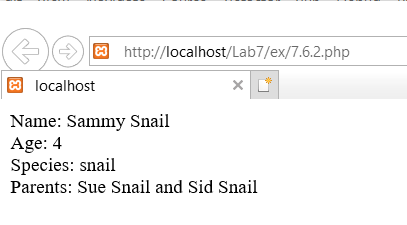 http://localhost/Lab7/ex/7.6.2.php
localhost
Name: Sammy Snail
Age: 4
Species: snail
Parents: Sue Snail and Sid Snail